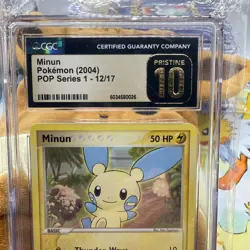 CGC CERTIFIED GUARANTY COMPANY
Minun
Pokémon (2004)
POP Series 1 - 12/17
PRISTINE
10
Minun 50 HP
BASIC
Thunder Wave 10